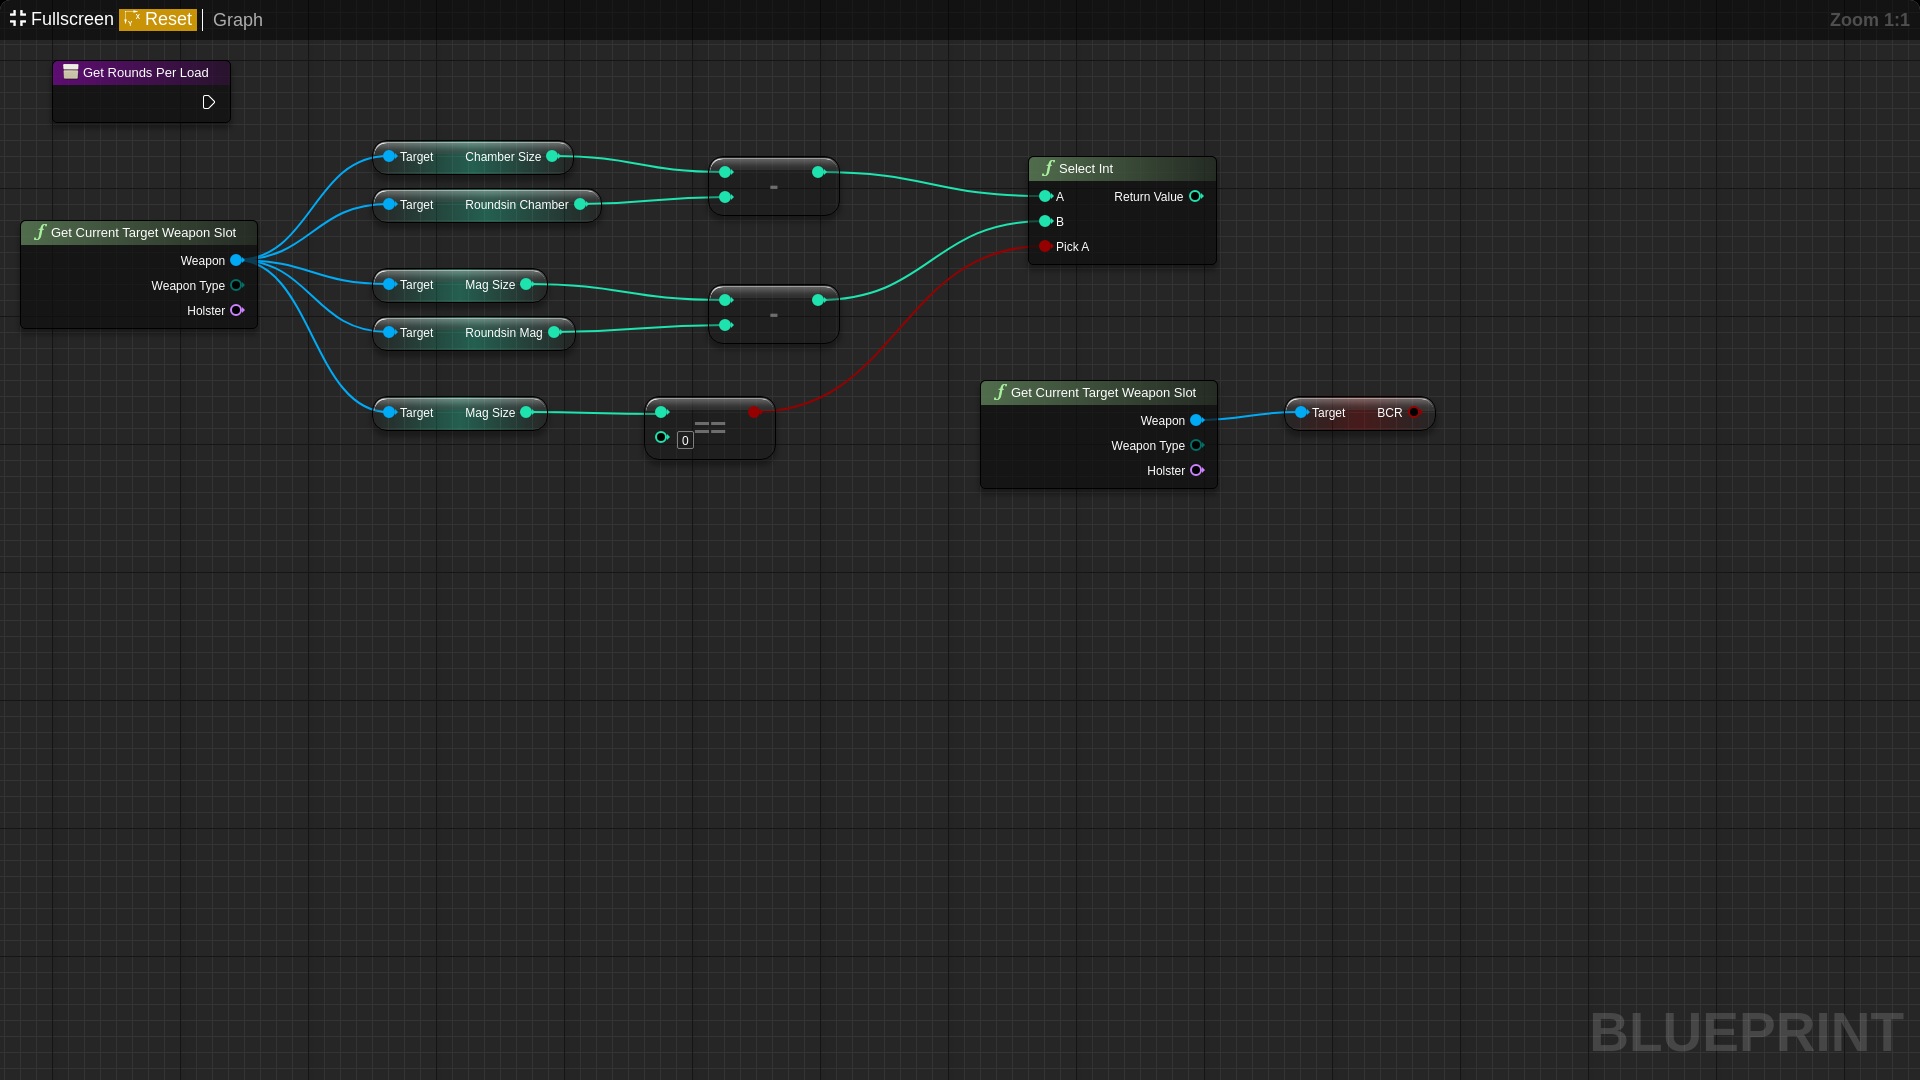 Fullscreen Reset Graph Zoom 1:1
Get Rounds Per Load
Target Chamber Size
Target Roundsin Chamber
-
Select Int
A Return Value
B
Pick A
Get Current Target Weapon Slot
Weapon
Weapon Type
Holster
Target Mag Size
Target Roundsin Mag
-
Target Mag Size
==
0
Get Current Target Weapon Slot
Weapon
Weapon Type
Holster
Target BCR
BLUEPRINT